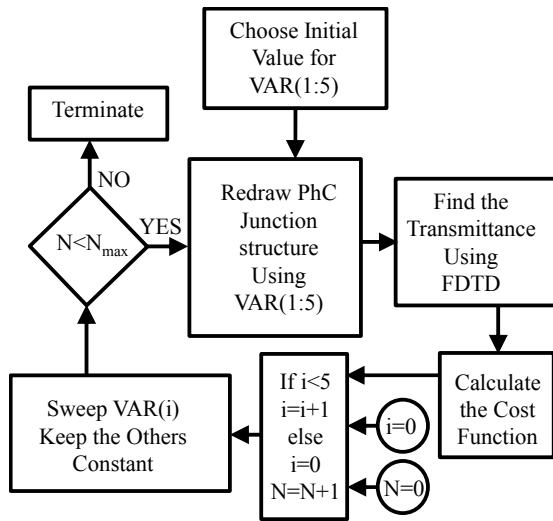 Choose Initial
Value for
VAR(1:5)
Terminate
NO
YES
N<N_max
Redraw PhC
Junction
structure
Using
VAR(1:5)
Find the
Transmittance
Using
FDTD
Calculate
the Cost
Function
If i<5
i=i+1
else
i=0
N=N+1
i=0
N=0
Sweep VAR(i)
Keep the Others
Constant